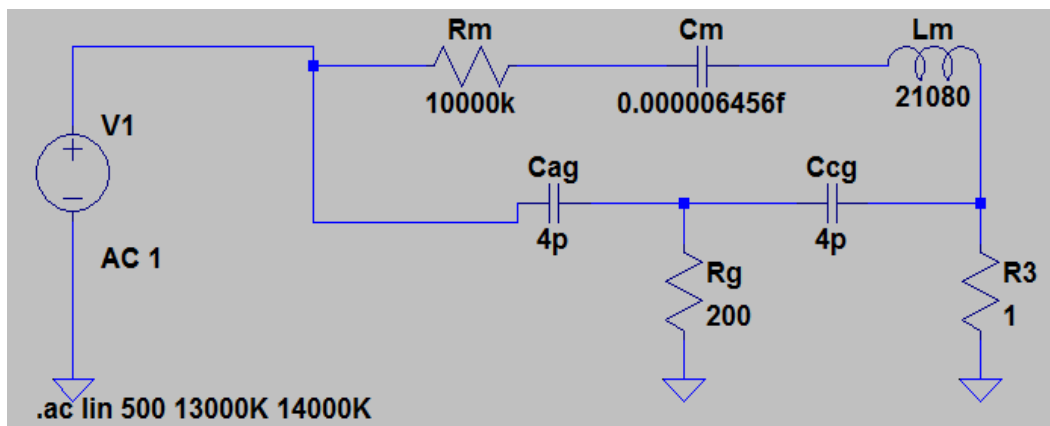 Rm
Cm
Lm
10000k
0.000006456f
21080
V1
Cag
Ccg
4p
4p
AC 1
Rg
R3
200
1
.ac lin 500 13000K 14000K